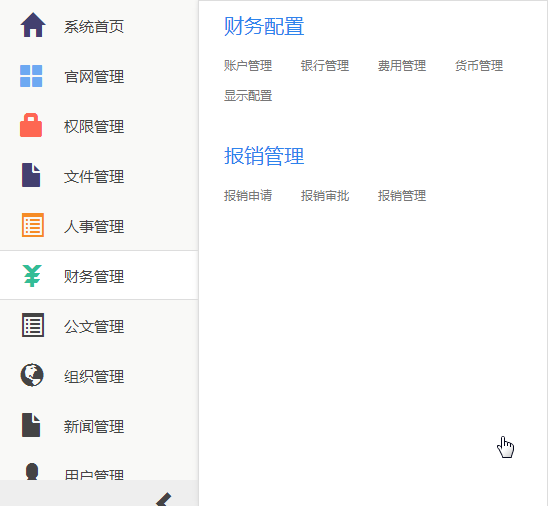 系统首页
官网管理
权限管理
文件管理
人事管理
财务管理
公文管理
组织管理
新闻管理
用户管理
财务配置
账户管理 银行管理 费用管理 货币管理
显示配置
报销管理
报销申请 报销审批 报销管理